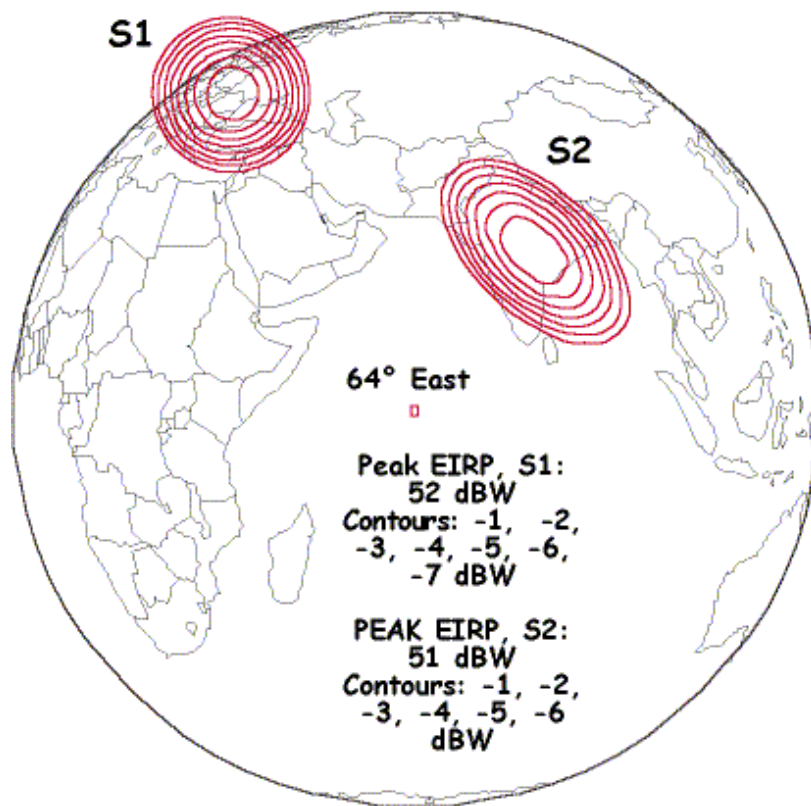 S1
S2
64° East
Peak EIRP, S1:
52 dBW
Contours: -1, -2,
-3, -4, -5, -6,
-7 dBW
PEAK EIRP, S2:
51 dBW
Contours: -1, -2,
-3, -4, -5, -6
dBW